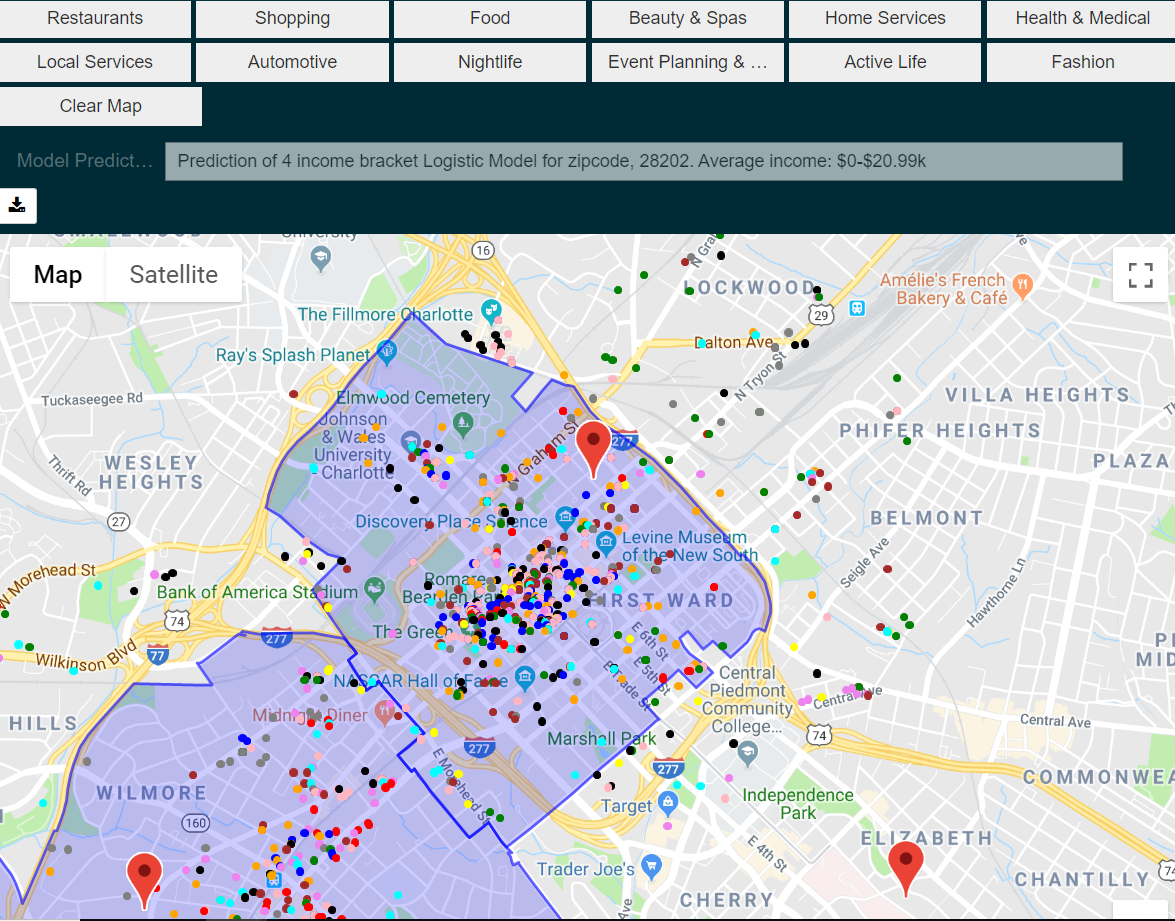 Restaurants
Shopping
Food
Beauty & Spas
Home Services
Health & Medical
Local Services
Automotive
Nightlife
Event Planning & …
Active Life
Fashion
Clear Map
Model Predict…
Prediction of 4 income bracket Logistic Model for zipcode, 28202. Average income: $0-$20.99k
University
16
Map
Satellite
LOCKWOOD
Amélie's French
Bakery & Café
The Fillmore Charlotte
29
Dalton Ave
Ray's Splash Planet
N Tryon St
Tuckaseegee Rd
Elmwood Cemetery
VILLA HEIGHTS
Johnson
& Wales
University
Charlotte
N Graham St
277
PHIFER HEIGHTS
WESLEY
HEIGHTS
PLAZA
Thrift Rd
27
Discovery Place Science
BELMONT
Levine Museum
of the New South
Seigle Ave
W Morehead St
Bank of America Stadium
Romare
Bearden
FIRST WARD
Hawthorne Ln
74
The Green
277
E 6th St
77
Wilkinson Blvd
E 5th St
MID
NASCAR Hall of Fame
E Trade St
Central
Piedmont
Community
College...
Central Ave
HILLS
Midnight Diner
Central Ave
74
277
Marshall Park
E Morehead St
277
COMMONWEA
WILMORE
Target
Independence
Park
160
ELIZABETH
E 4th St
Trader Joe's
74
CHANTILLY
CHERRY